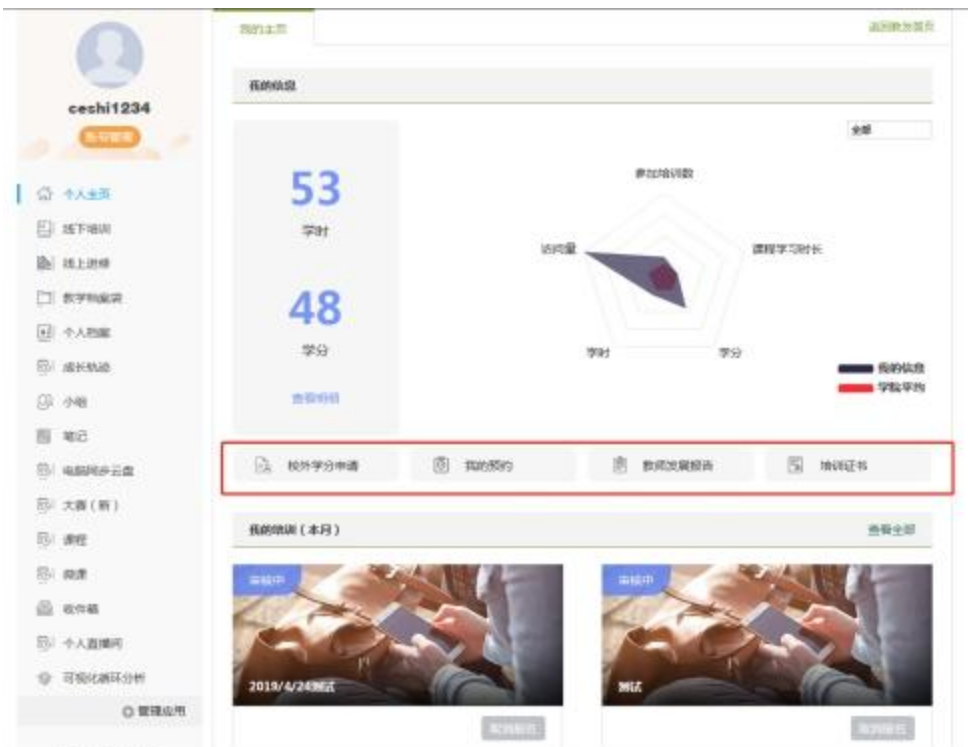 我的主页
返回教发首页
ceshi1234
账号管理
个人主页
线下培训
线上进修
教学档案袋
个人档案
成长轨迹
小组
笔记
电脑同步云盘
大赛（新）
课程
微课
收件箱
个人直播间
可视化循环分析
管理应用
我的信息
53
学时
48
学分
查看明细
全部
参加培训数
访问量
课程学习时长
学时
学分
我的信息
学院平均
校外学分申请
我的预约
教师发展报告
培训证书
我的培训（本月）
查看全部
审核中
2019/4/24测试
取消报名
审核中
测试
取消报名